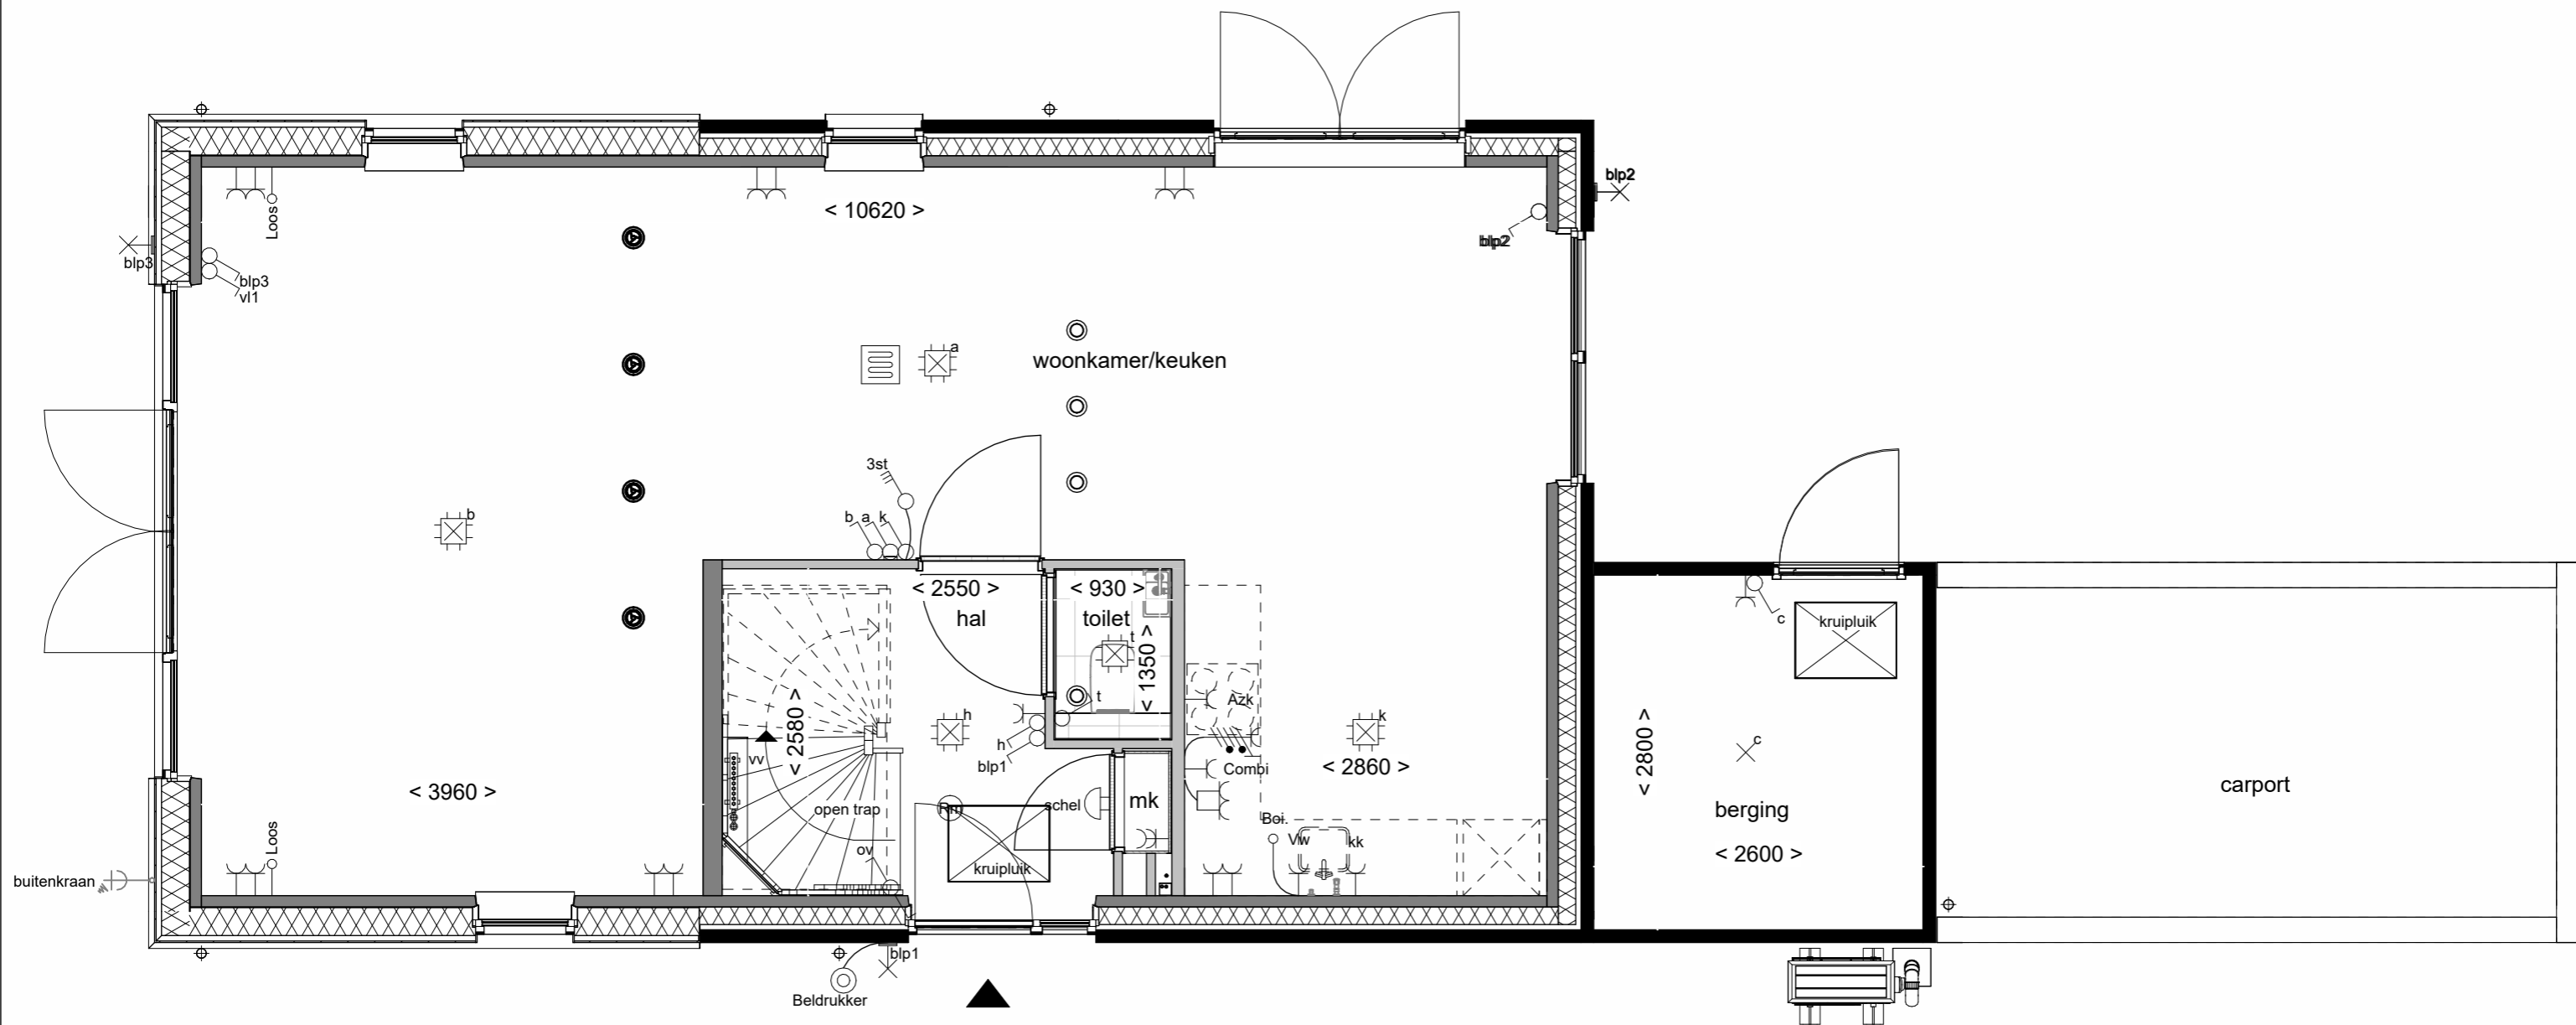 blp2
Loos
< 10620 >
blp2
blp3
blp3
vl1
a
woonkamer/keuken
3st
b
b a k
< 2550 >
hal
< 930 >
toilet
t
< 1350 >
t
c
kruipluik
Azk
< 2580 >
h
h
blp1
k
< 2860 >
Combi
vv
c
< 2800 >
< 3960 >
open trap
Rm
schel
mk
berging
< 2600 >
carport
Boi.
Vw
kk
Loos
ov
kruipluik
buitenkraan
blp1
Beldrukker